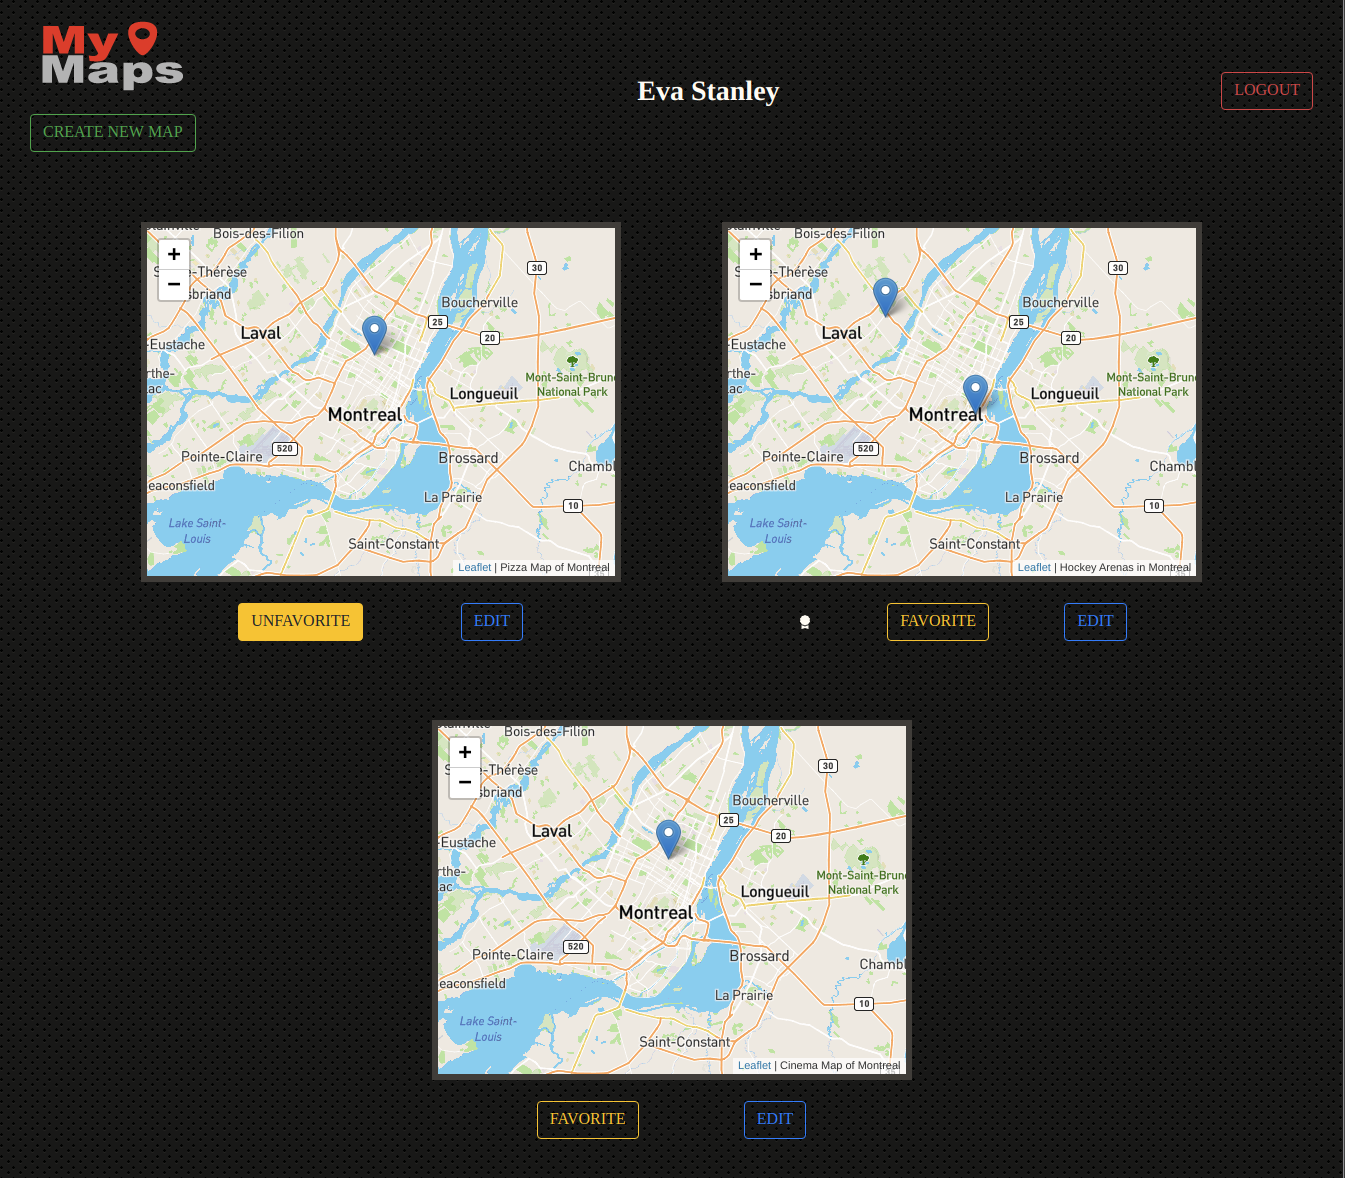 My
Maps
Eva Stanley
LOGOUT
CREATE NEW MAP
Bois-des-Filion
+
-Thérèse
−
sbriand
30
Boucherville
25
Laval
20
-Eustache
rthe-
ac
Mont-Saint-Brun
National Park
Longueuil
Montreal
520
Pointe-Claire
Brossard
Chambl
eaconsfield
La Prairie
10
Lake Saint-
Louis
Saint-Constant
Leaflet | Pizza Map of Montreal
Bois-des-Filion
+
-Thérèse
−
sbriand
30
Boucherville
25
Laval
20
-Eustache
rthe-
ac
Mont-Saint-Brun
National Park
Longueuil
Montreal
520
Pointe-Claire
Brossard
Chambl
eaconsfield
La Prairie
10
Lake Saint-
Louis
Saint-Constant
Leaflet | Hockey Arenas in Montreal
UNFAVORITE
EDIT
FAVORITE
EDIT
Bois-des-Filion
+
-Thérèse
−
sbriand
30
Boucherville
25
Laval
20
-Eustache
rthe-
ac
Mont-Saint-Brun
National Park
Longueuil
Montreal
520
Pointe-Claire
Brossard
Chambl
eaconsfield
La Prairie
10
Lake Saint-
Louis
Saint-Constant
Leaflet | Cinema Map of Montreal
FAVORITE
EDIT